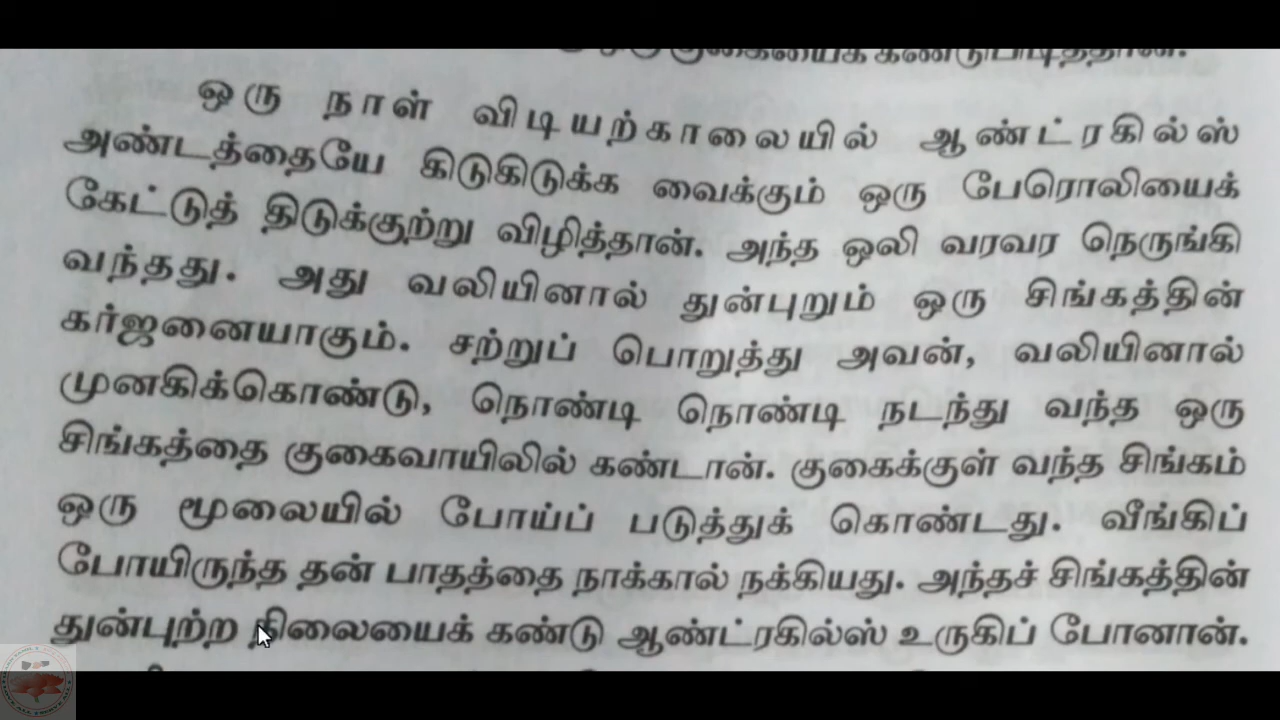 கண்டுபிடித்தான்.
ஒரு நாள் விடியற்காலையில் ஆண்ட்ரகில்ஸ்
அண்டத்தையே கிடுகிடுக்க வைக்கும் ஒரு பேரொலியைக்
கேட்டுத் திடுக்குற்று விழித்தான். அந்த ஒலி வரவர நெருங்கி
வந்தது. அது வலியினால் துன்புறும் ஒரு சிங்கத்தின்
கர்ஜனையாகும். சற்றுப் பொறுத்து அவன், வலியினால்
முனகிக்கொண்டு, நொண்டி நொண்டி நடந்து வந்த ஒரு
சிங்கத்தை குகைவாயிலில் கண்டான். குகைக்குள் வந்த சிங்கம்
ஒரு மூலையில் போய்ப் படுத்துக் கொண்டது. வீங்கிப்
போயிருந்த தன் பாதத்தை நாக்கால் நக்கியது. அந்தச் சிங்கத்தின்
துன்புற்ற நிலையைக் கண்டு ஆண்ட்ரகில்ஸ் உருகிப் போனான்.